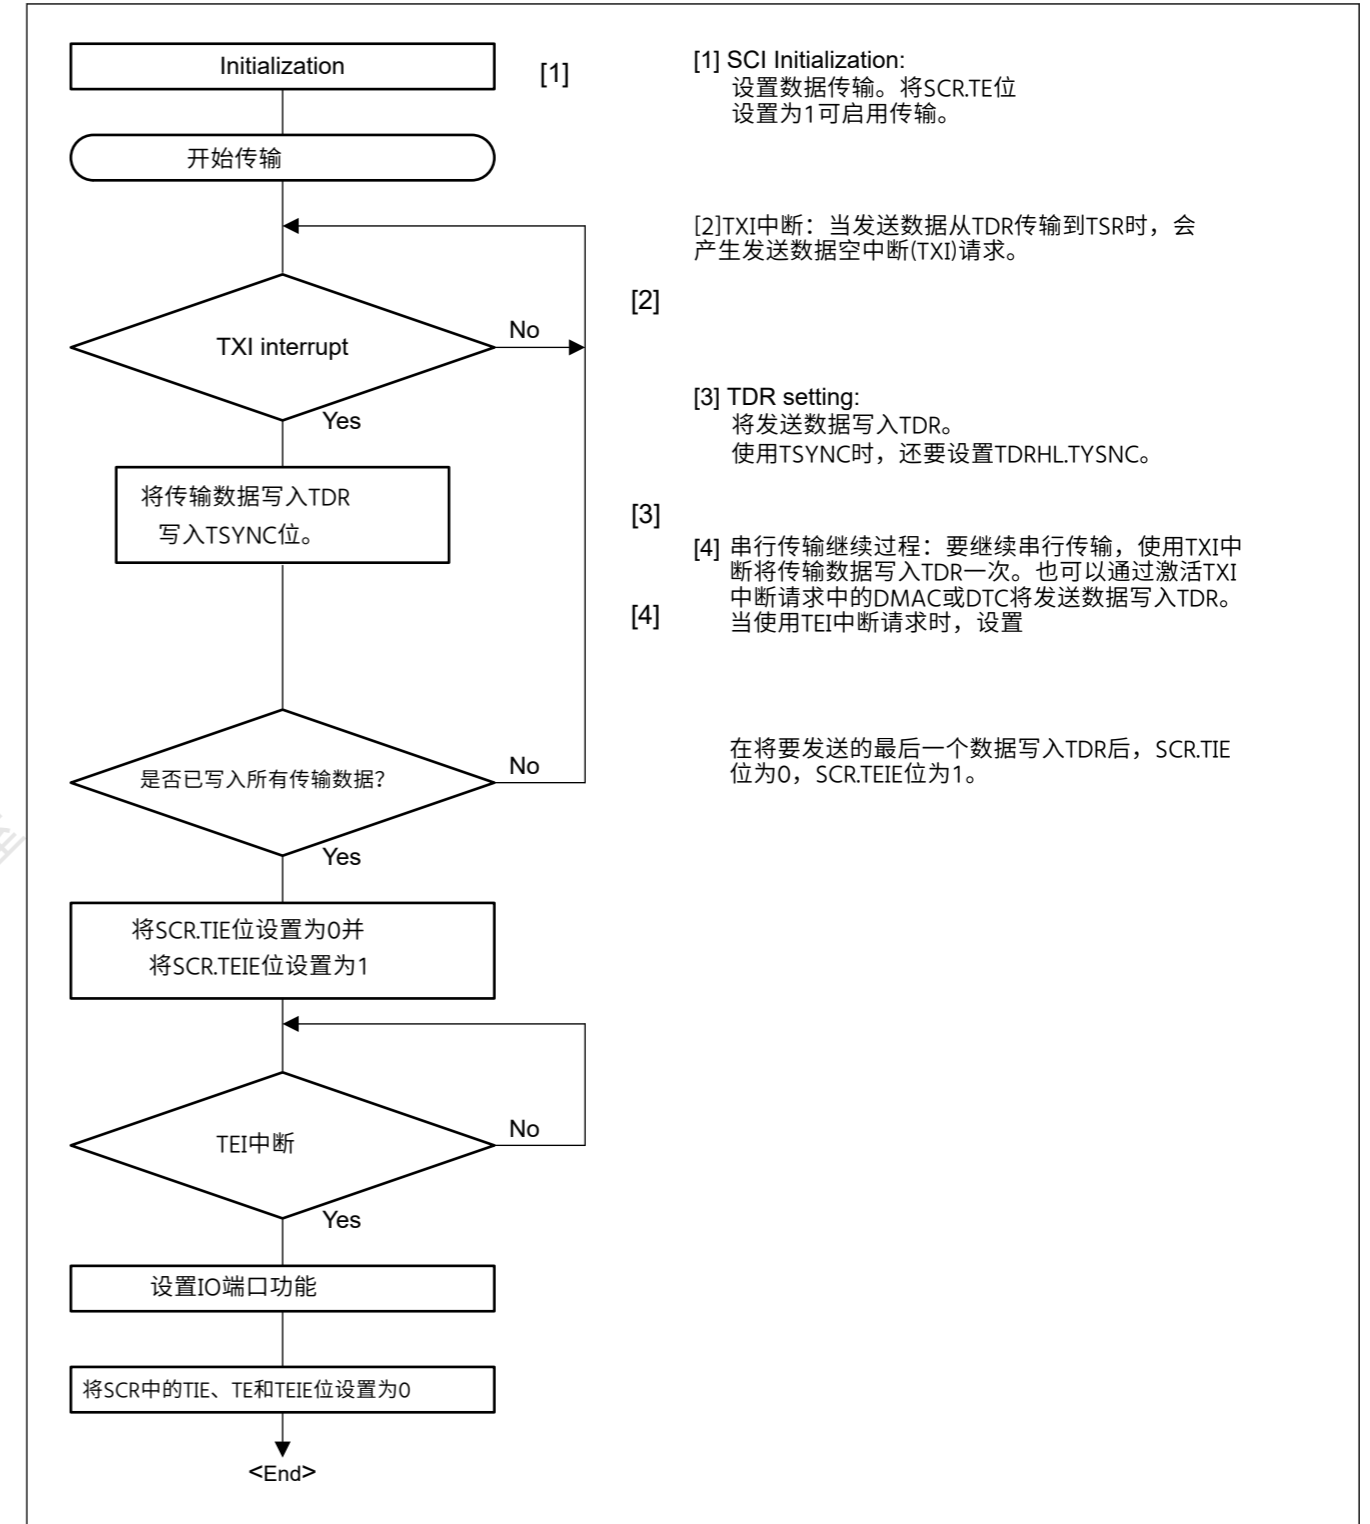 Initialization
[1]
开始传输
TXI interrupt
No
Yes
[2]
将传输数据写入TDR
写入TSYNC位。
[3]
[4]
是否已写入所有传输数据？
No
Yes
将SCR.TIE位设置为0并
将SCR.TEIE位设置为1
TEI中断
No
Yes
设置IO端口功能
将SCR中的TIE、TE和TEIE位设置为0
<End>
[1] SCI Initialization:
设置数据传输。将SCR.TE位
设置为1可启用传输。
[2]TXI中断：当发送数据从TDR传输到TSR时，会
产生发送数据空中断(TXI)请求。
[3] TDR setting:
将发送数据写入TDR。
使用TSYNC时，还要设置TDRHL.TYSNC。
[4] 串行传输继续过程：要继续串行传输，使用TXI中
断将传输数据写入TDR一次。也可以通过激活TXI
中断请求中的DMAC或DTC将发送数据写入TDR。
当使用TEI中断请求时，设置
在将要发送的最后一个数据写入TDR后，SCR.TIE
位为0，SCR.TEIE位为1。